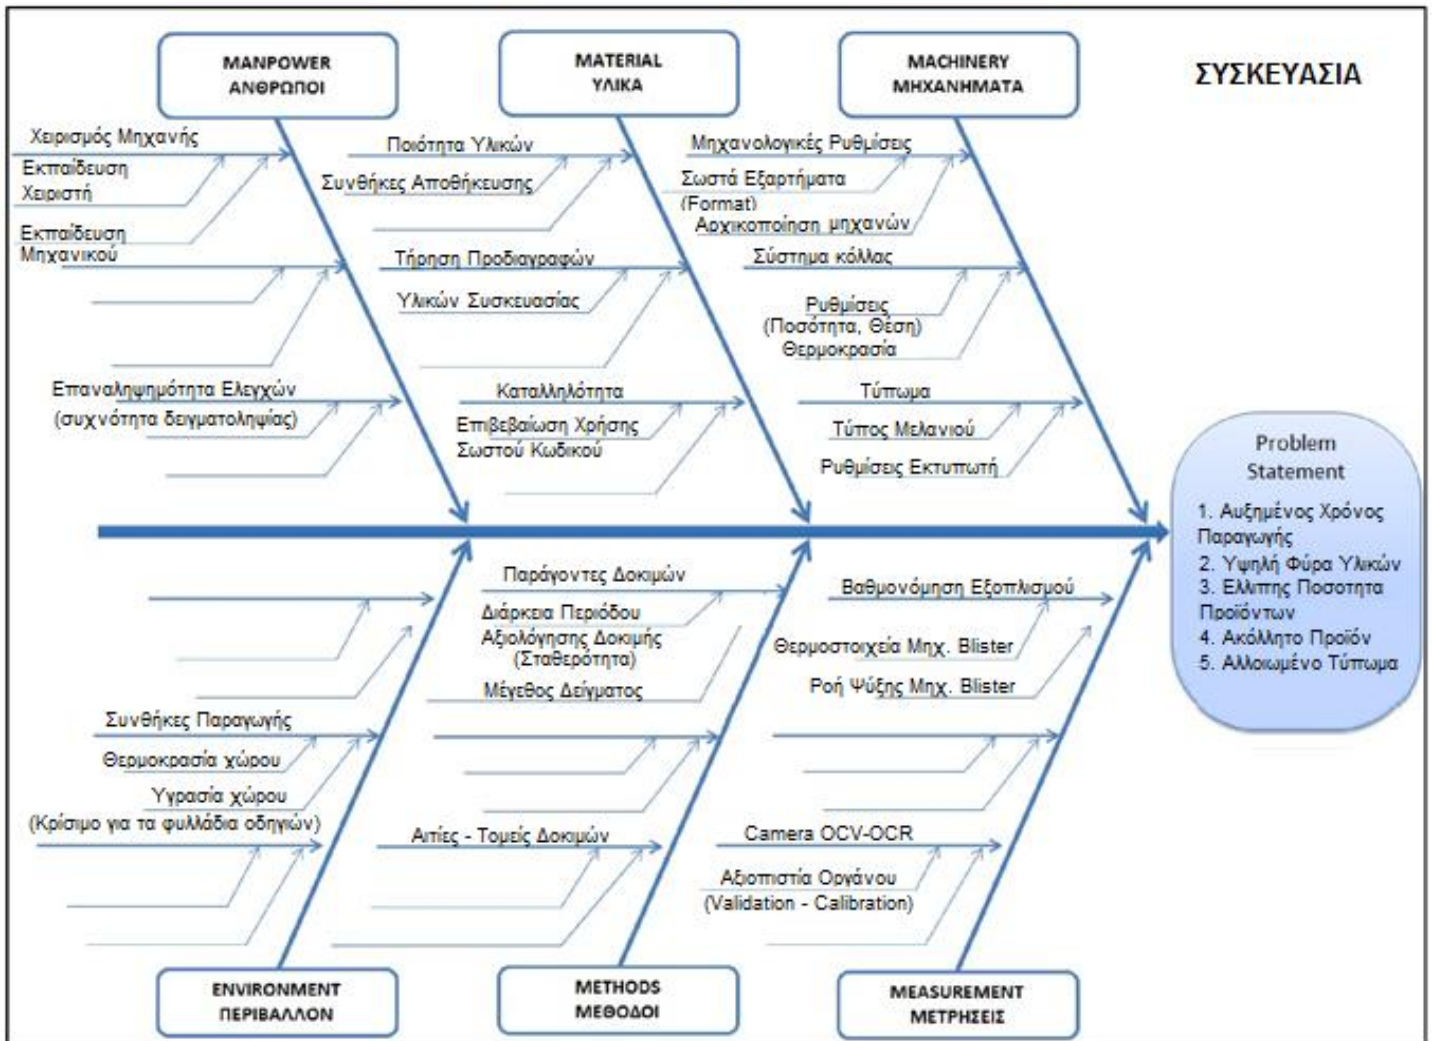 ΣΥΣΚΕΥΑΣΙΑ
MANPOWER
ΑΝΘΡΩΠΟΙ
Χειρισμός Μηχανής
Εκπαίδευση
Χειριστή
Εκπαίδευση
Μηχανικού
Επαναληψημότητα Ελεγχών
(συχνότητα δειγματοληψίας)
MATERIAL
ΥΛΙΚΑ
Ποιότητα Υλικών
Συνθήκες Αποθήκευσης
Τήρηση Προδιαγραφών
Υλικών Συσκευασίας
Καταλληλότητα
Επιβεβαίωση Χρήσης
Σωστού Κωδικού
MACHINERY
ΜΗΧΑΝΗΜΑΤΑ
Μηχανολογικές Ρυθμίσεις
Σωστά Εξαρτήματα
(Format)
Αρχικοποίηση μηχανών
Σύστημα κόλλας
Ρυθμίσεις
(Ποσότητα, Θέση)
Θερμοκρασία
Τύπωμα
Τύπος Μελανιού
Ρυθμίσεις Εκτυπωτή
Problem
Statement
1. Αυξημένος Χρόνος
Παραγωγής
2. Υψηλή Φύρα Υλικών
3. Ελλιπης Ποσοτητα
Προϊόντων
4. Ακόλλητο Προϊόν
5. Αλλοιωμένο Τύπωμα
Συνθήκες Παραγωγής
Θερμοκρασία χώρου
Υγρασία χώρου
(Κρίσιμο για τα φυλλάδια οδηγιών)
ENVIRONMENT
ΠΕΡΙΒΑΛΛΟΝ
Παράγοντες Δοκιμών
Διάρκεια Περιόδου
Αξιολόγησης Δοκιμής
(Σταθερότητα)
Μέγεθος Δείγματος
Αιτίες - Τομείς Δοκιμών
METHODS
ΜΕΘΟΔΟΙ
Βαθμονόμηση Εξοπλισμού
Θερμοστοιχεία Μηχ. Blister
Ροή Ψύξης Μηχ. Blister
Camera OCV-OCR
Αξιοπιστία Οργάνου
(Validation - Calibration)
MEASUREMENT
ΜΕΤΡΗΣΕΙΣ